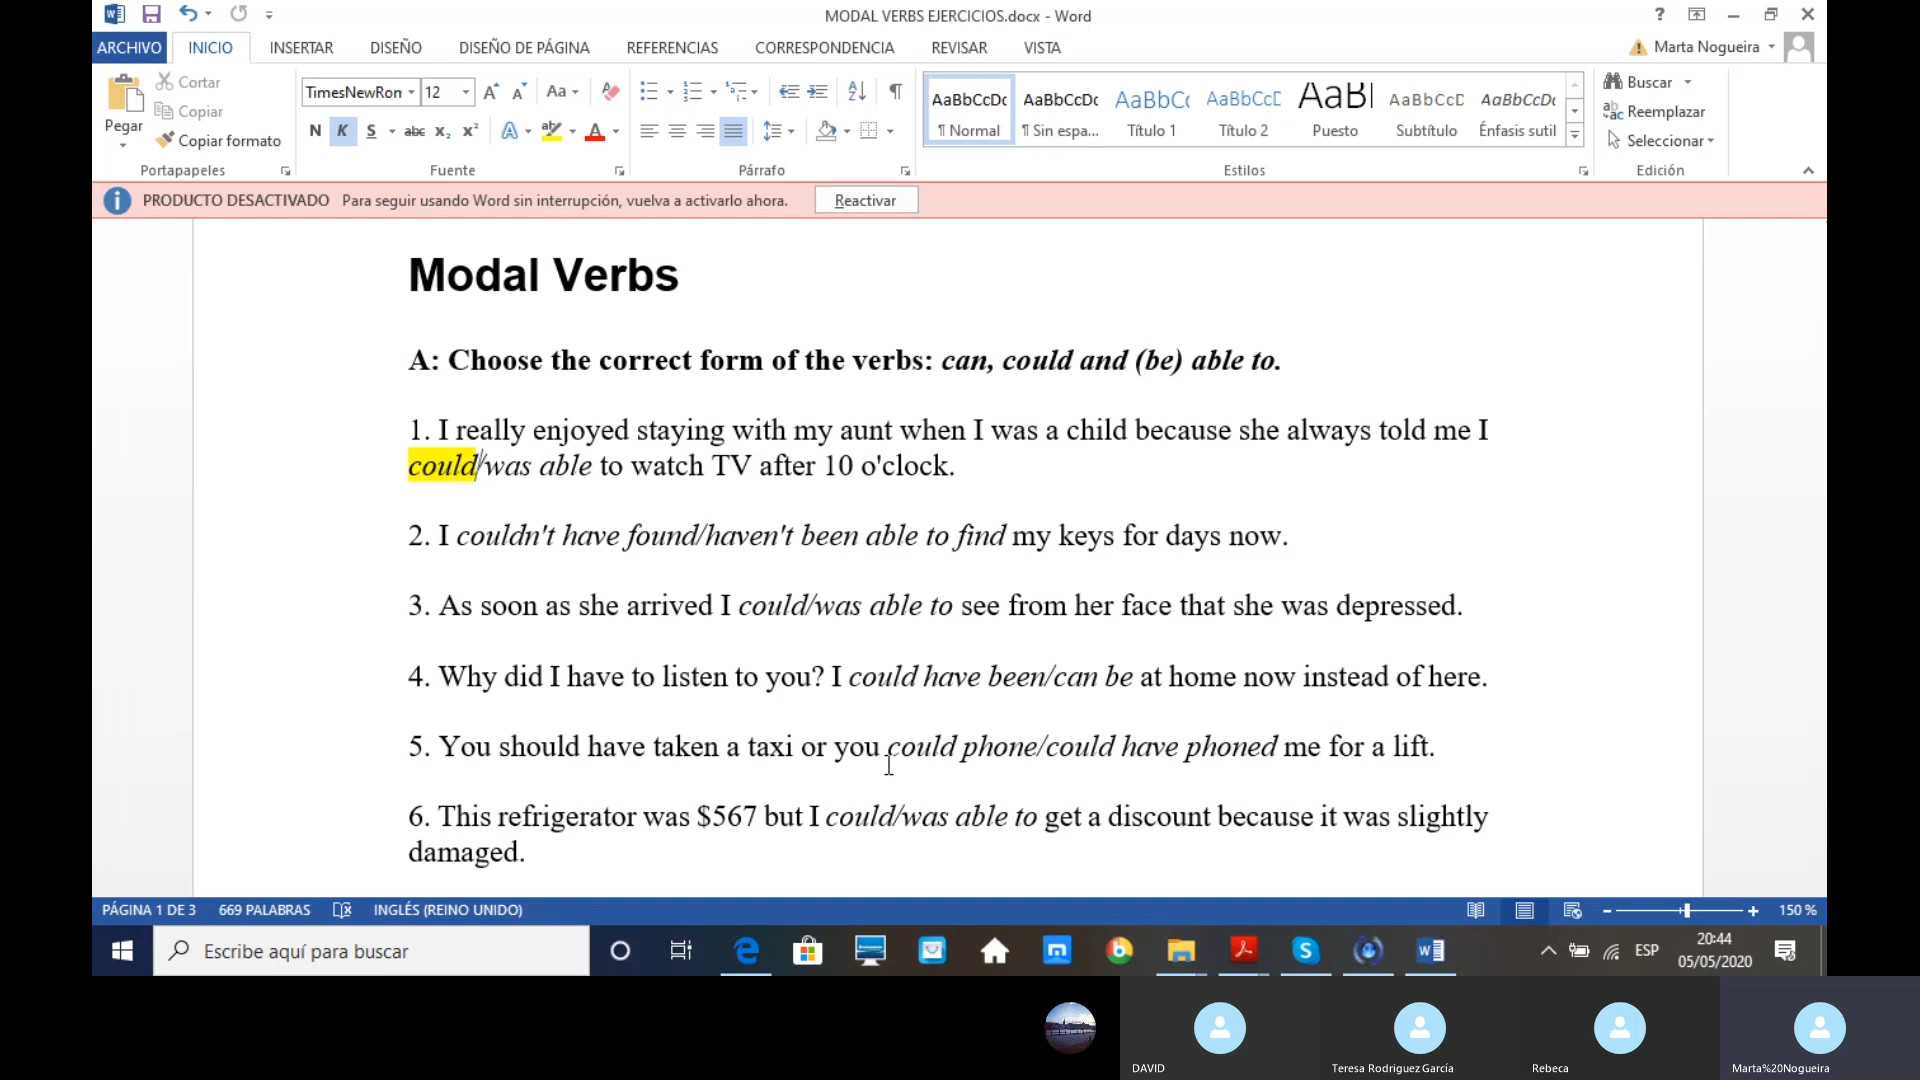 MODAL VERBS EJERCICIOS.docx - Word
ARCHIVO INICIO INSERTAR DISEÑO DISEÑO DE PÁGINA REFERENCIAS CORRESPONDENCIA REVISAR VISTA Marta Nogueira
Pegar
Cortar
Copiar
Copiar formato
Portapapeles
TimesNewRon 12
Aa
N K S abc x₂ x²
Fuente
Párrafo
AaBbCcDc AaBbCcDc AaBbCc AaBbCcD AaBl AaBbCcD AaBbCcDc
¶ Normal ¶ Sin espa... Título 1 Título 2 Puesto Subtítulo Énfasis sutil
Estilos
Buscar
Reemplazar
Seleccionar
Edición
PRODUCTO DESACTIVADO Para seguir usando Word sin interrupción, vuelva a activarlo ahora. Reactivar
Modal Verbs
A: Choose the correct form of the verbs: can, could and (be) able to.
1. I really enjoyed staying with my aunt when I was a child because she always told me I
could/was able to watch TV after 10 o'clock.
2. I couldn't have found/haven't been able to find my keys for days now.
3. As soon as she arrived I could/was able to see from her face that she was depressed.
4. Why did I have to listen to you? I could have been/can be at home now instead of here.
5. You should have taken a taxi or you could phone/could have phoned me for a lift.
6. This refrigerator was $567 but I could/was able to get a discount because it was slightly
damaged.
PÁGINA 1 DE 3 669 PALABRAS INGLÉS (REINO UNIDO) 150 %
Escribe aquí para buscar
ESP
20:44
05/05/2020
DAVID
Teresa Rodriguez García
Rebeca
Marta%20Nogueira